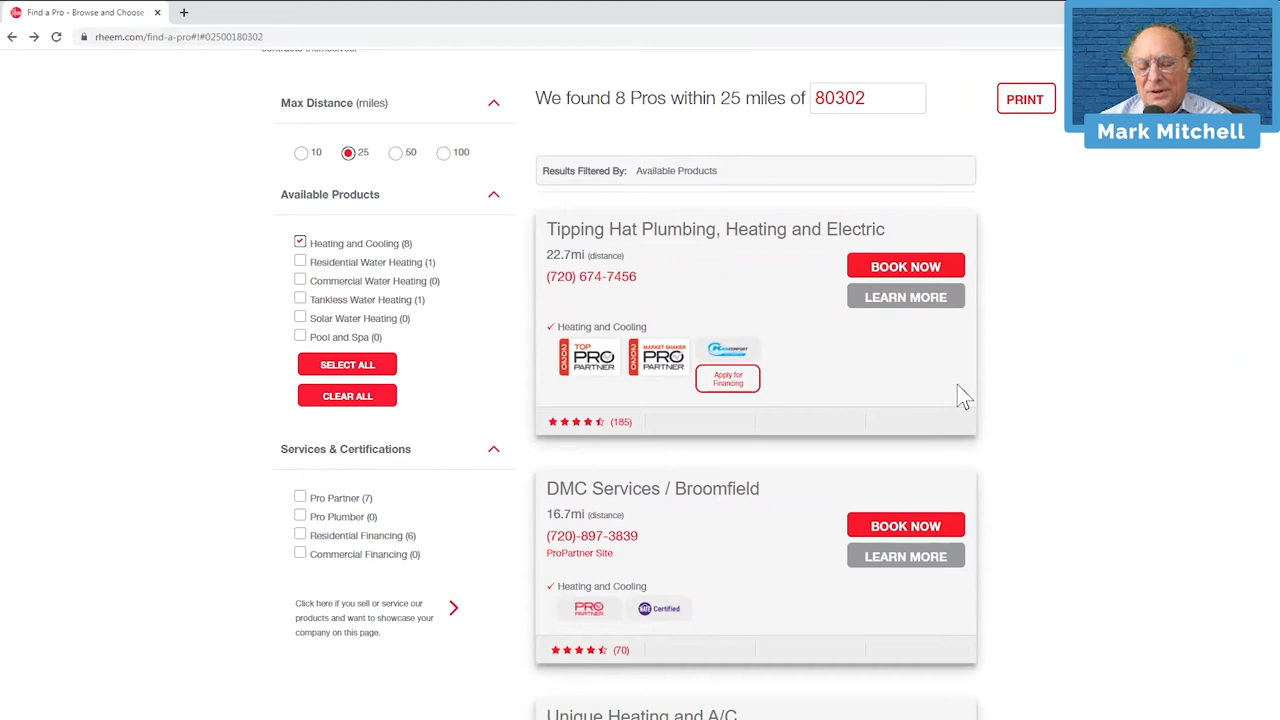 Find a Pro - Browse and Choose
rheem.com/find-a-pro#!#02500180302
Mark Mitchell
Max Distance (miles)
10
25
50
100
Available Products
Heating and Cooling (8)
Residential Water Heating (1)
Commercial Water Heating (0)
Tankless Water Heating (1)
Solar Water Heating (0)
Pool and Spa (0)
SELECT ALL
CLEAR ALL
Services & Certifications
Pro Partner (7)
Pro Plumber (0)
Residential Financing (6)
Commercial Financing (0)
Click here if you sell or service our
products and want to showcase your
company on this page.
We found 8 Pros within 25 miles of 80302
PRINT
Results Filtered By: Available Products
Tipping Hat Plumbing, Heating and Electric
22.7mi (distance)
(720) 674-7456
BOOK NOW
LEARN MORE
✓ Heating and Cooling
2020 TOP PRO PARTNER
2020 MARKET SHAKER PRO PARTNER
Apply for
Financing
(185)
DMC Services / Broomfield
16.7mi (distance)
(720)-897-3839
ProPartner Site
BOOK NOW
LEARN MORE
✓ Heating and Cooling
PRO PARTNER
Certified
(70)
Unique Heating and A/C